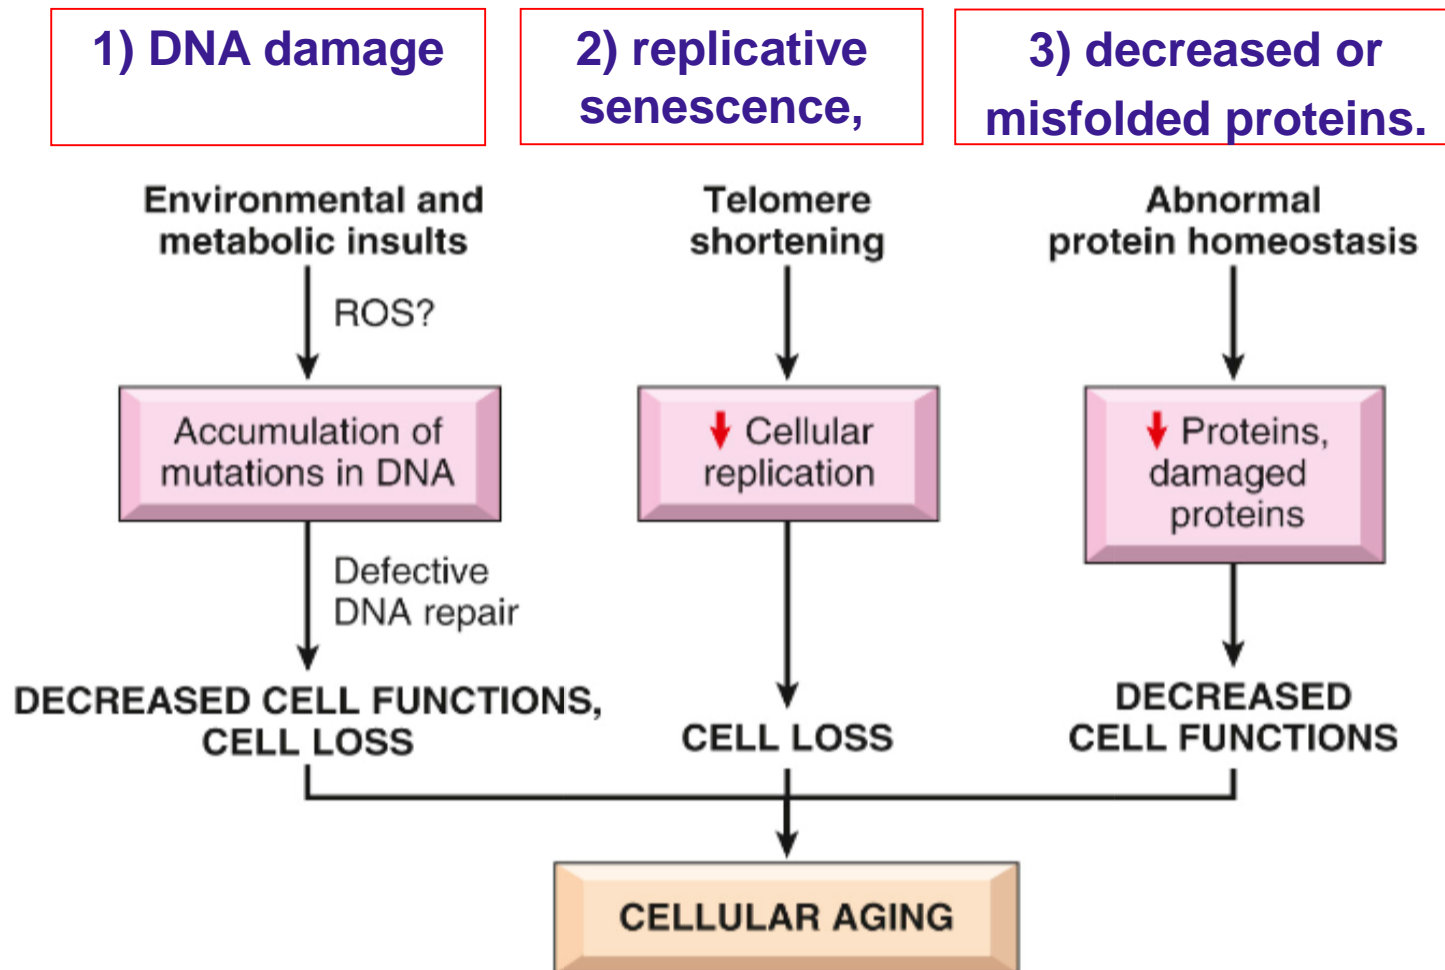 1) DNA damage
2) replicative
senescence,
3) decreased or
misfolded proteins.
Environmental and
metabolic insults
ROS?
Accumulation of
mutations in DNA
Defective
DNA repair
DECREASED CELL FUNCTIONS,
CELL LOSS
Telomere
shortening
Cellular
replication
CELL LOSS
Abnormal
protein homeostasis
Proteins,
damaged
proteins
DECREASED
CELL FUNCTIONS
CELLULAR AGING